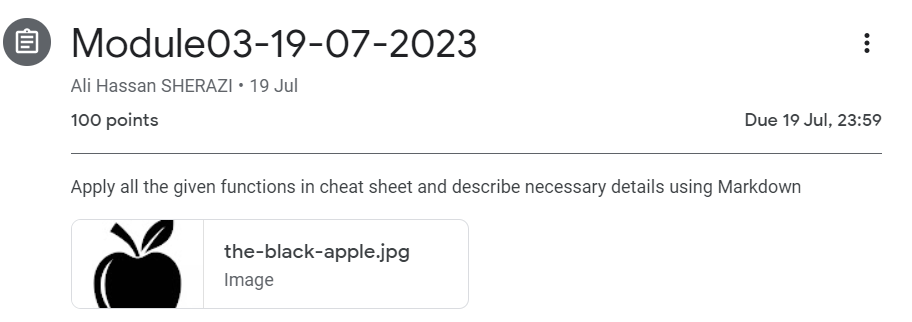 Module03-19-07-2023
Ali Hassan SHERAZI • 19 Jul
100 points
Due 19 Jul, 23:59
Apply all the given functions in cheat sheet and describe necessary details using Markdown
the-black-apple.jpg
Image